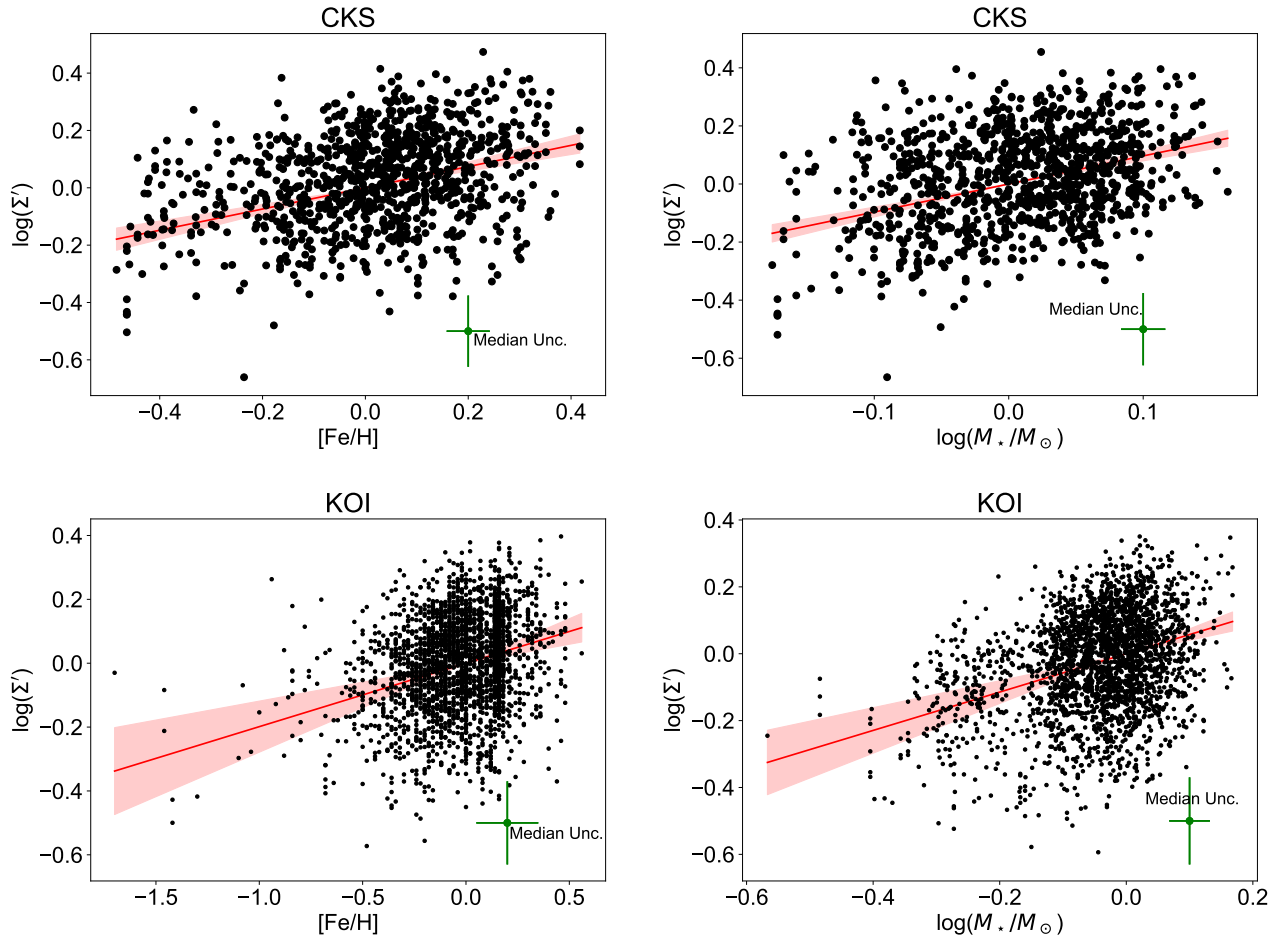 CKS
log(Σ′)
0.4
0.2
0.0
−0.2
−0.4
−0.6
Median Unc.
−0.4 −0.2 0.0 0.2 0.4
[Fe/H]
CKS
log(Σ′)
0.4
0.2
0.0
−0.2
−0.4
−0.6
Median Unc.
−0.1 0.0 0.1
log(M⋆/M⊙)
KOI
log(Σ′)
0.4
0.2
0.0
−0.2
−0.4
−0.6
Median Unc.
−1.5 −1.0 −0.5 0.0 0.5
[Fe/H]
KOI
log(Σ′)
0.4
0.2
0.0
−0.2
−0.4
−0.6
Median Unc.
−0.6 −0.4 −0.2 0.0 0.2
log(M⋆/M⊙)